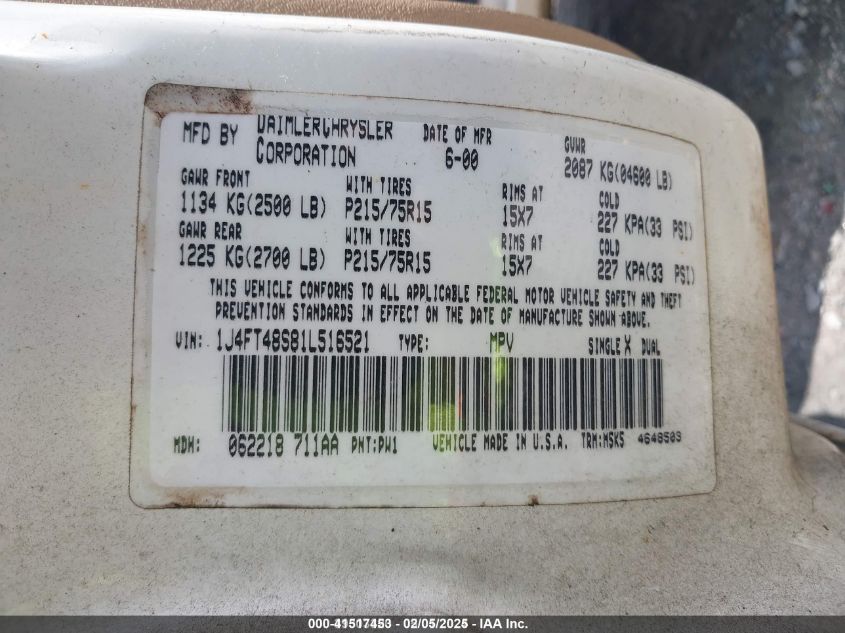 MFD BY DAIMLERCHRYSLER CORPORATION DATE OF MFR 6-00 GVWR 2087 KG(04600 LB)
GAWR FRONT WITH TIRES RIMS AT COLD
1134 KG(2500 LB) P215/75R15 15X7 227 KPA(33 PSI)
GAWR REAR WITH TIRES RIMS AT COLD
1225 KG(2700 LB) P215/75R15 15X7 227 KPA(33 PSI)
THIS VEHICLE CONFORMS TO ALL APPLICABLE FEDERAL MOTOR VEHICLE SAFETY AND THEFT
PREVENTION STANDARDS IN EFFECT ON THE DATE OF MANUFACTURE SHOWN ABOVE.
VIN: 1J4FT48S81L516521 TYPE: MPV SINGLE X DUAL
MDH: 062218 711AA PNT:PW1 VEHICLE MADE IN U.S.A. TRM:MSK5 4648503
000-41517453 - 02/05/2025 - IAA Inc.